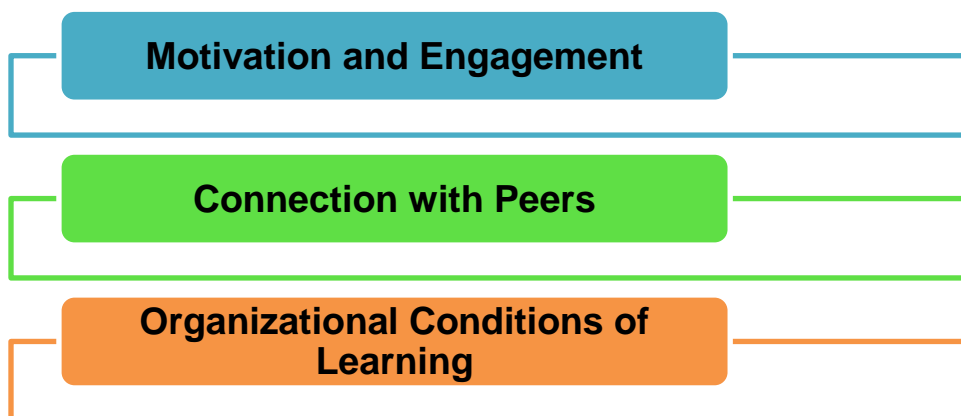 Motivation and Engagement
Connection with Peers
Organizational Conditions of
Learning